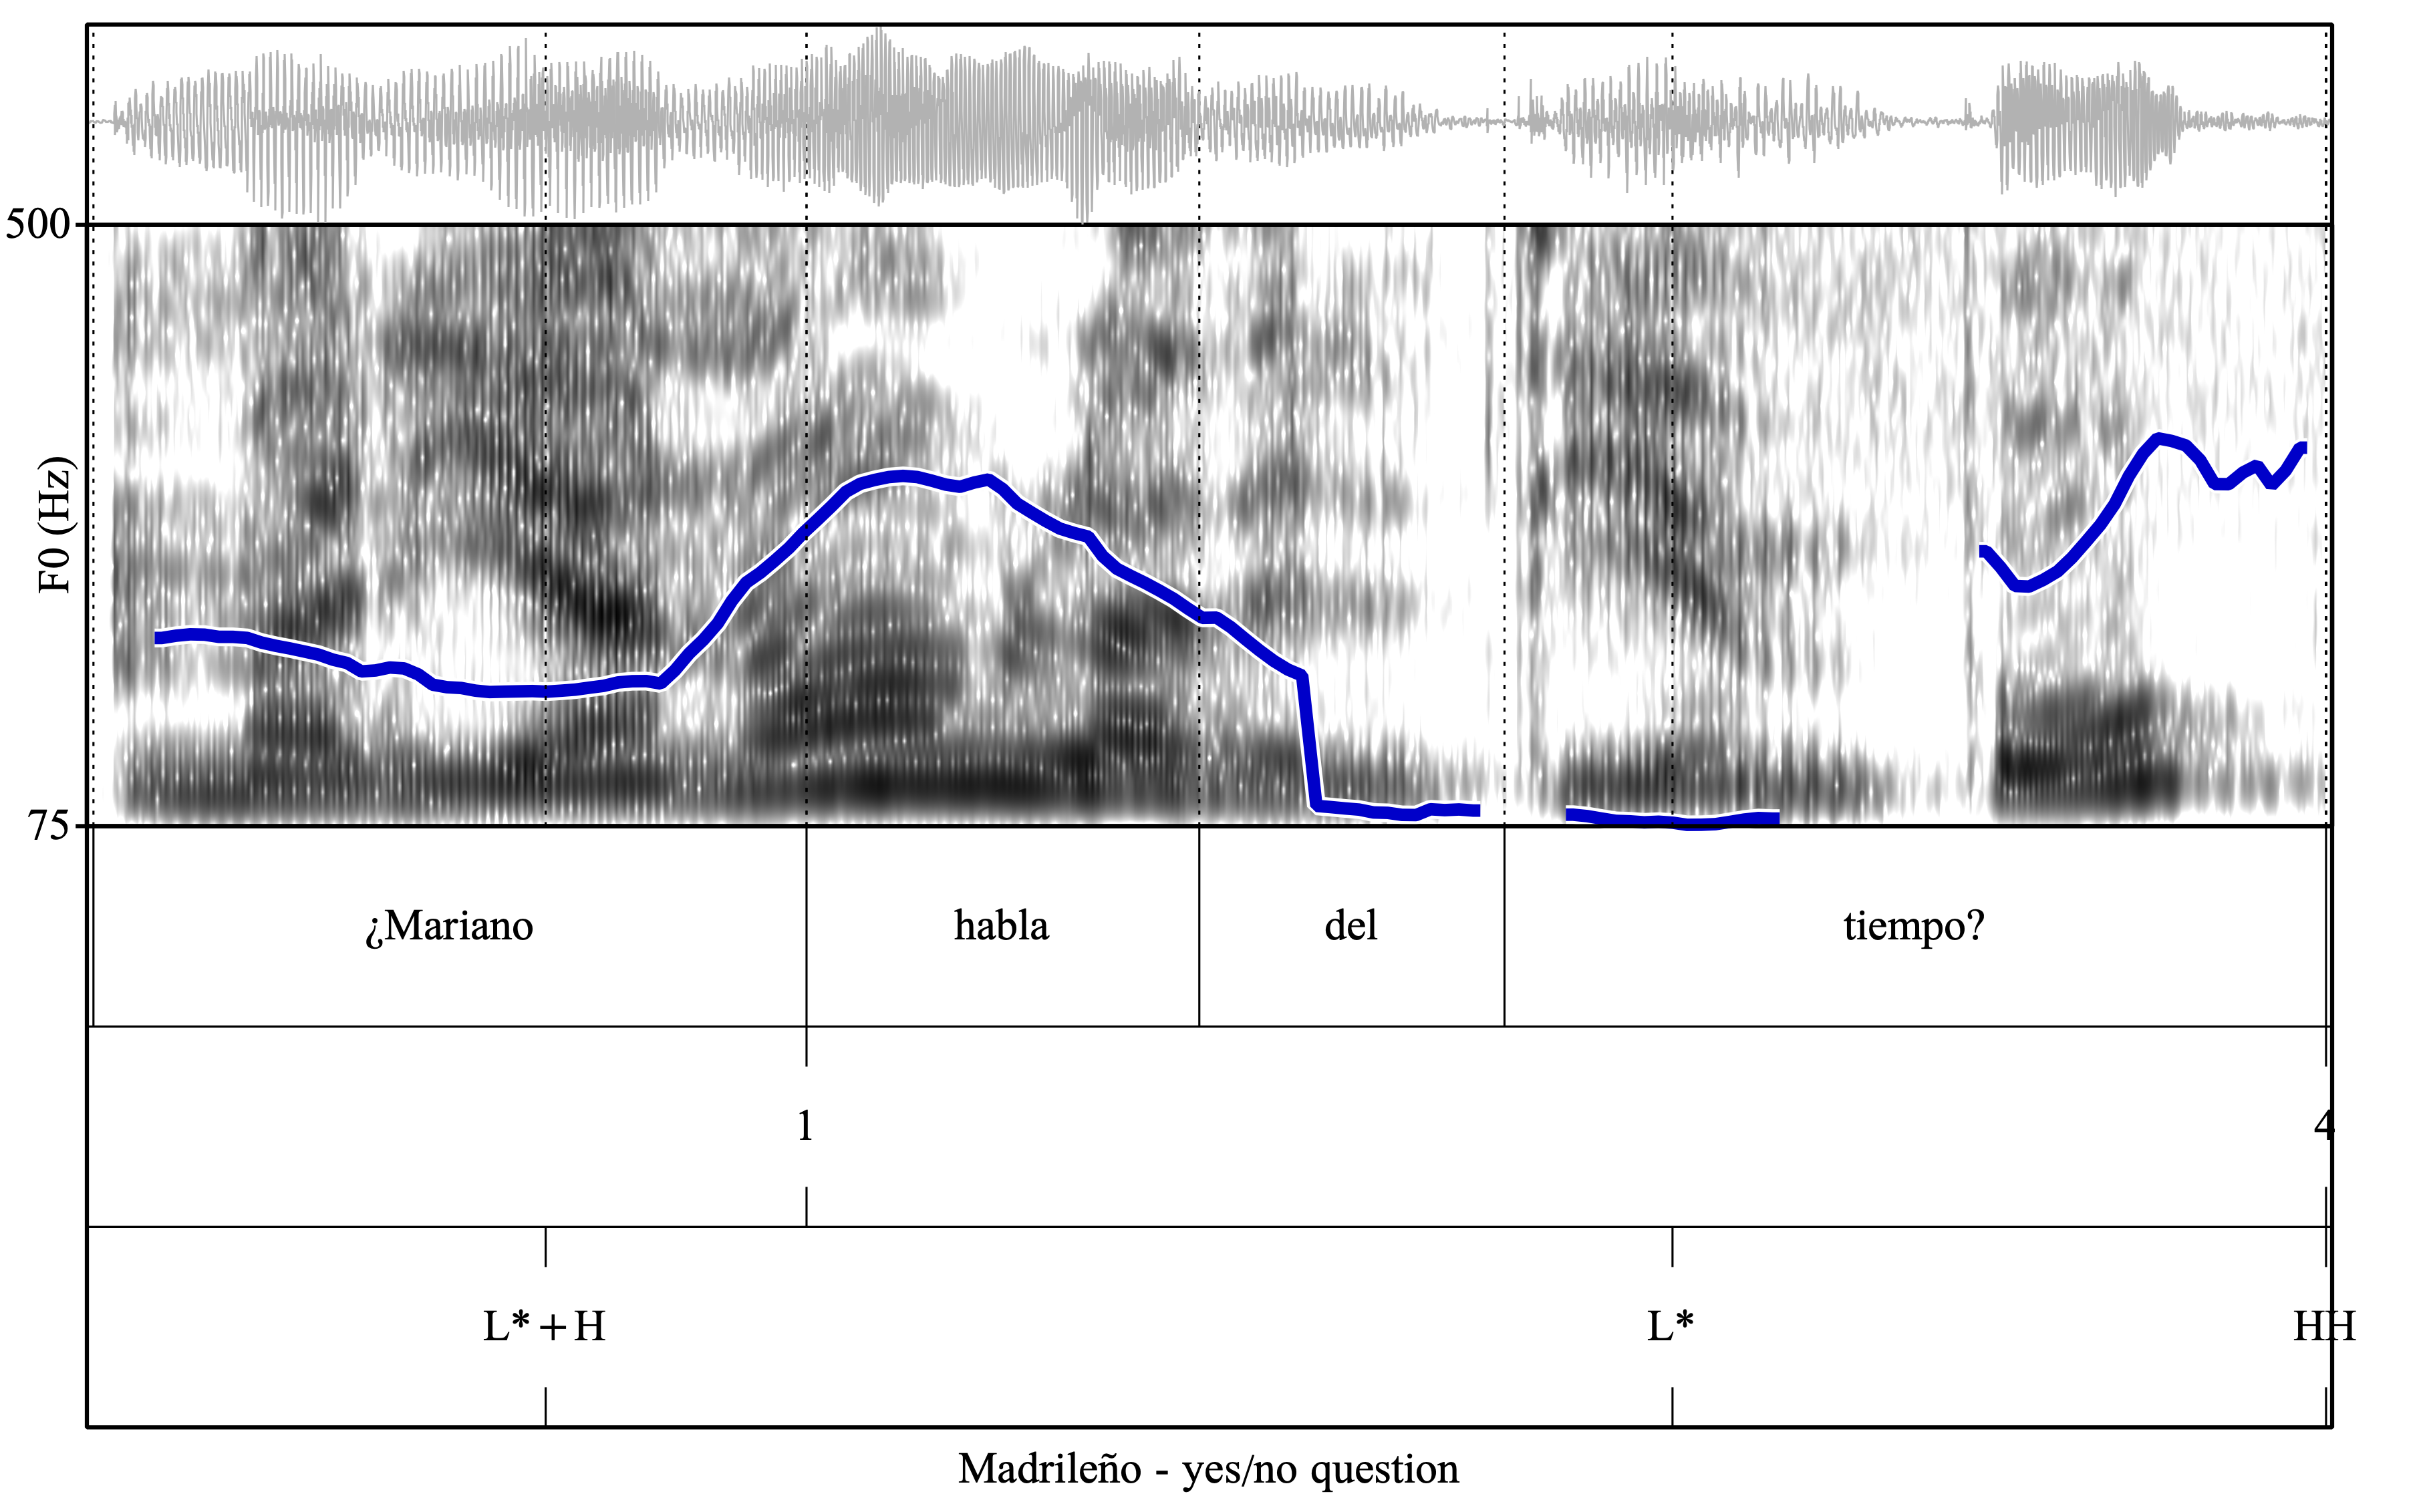 500
F0 (Hz)
75
¿Mariano habla del tiempo?
1 4
L*+H L* HH
Madrileño - yes/no question